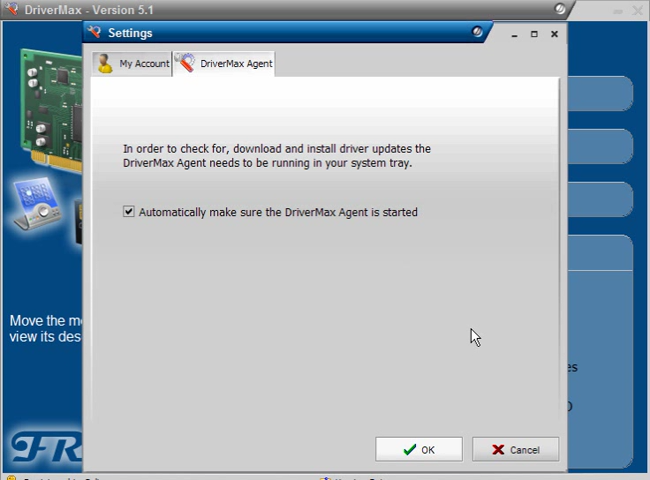 DriverMax - Version 5.1
Settings
My Account
DriverMax Agent
In order to check for, download and install driver updates the
DriverMax Agent needs to be running in your system tray.
Automatically make sure the DriverMax Agent is started
Move the
view its
FR
OK
Cancel